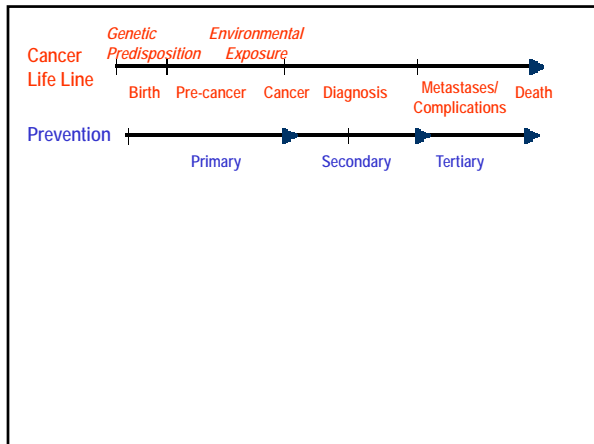 Genetic
Predisposition
Environmental
Exposure
Cancer
Life Line
Birth Pre-cancer Cancer Diagnosis Metastases/
Complications Death
Prevention
Primary Secondary Tertiary